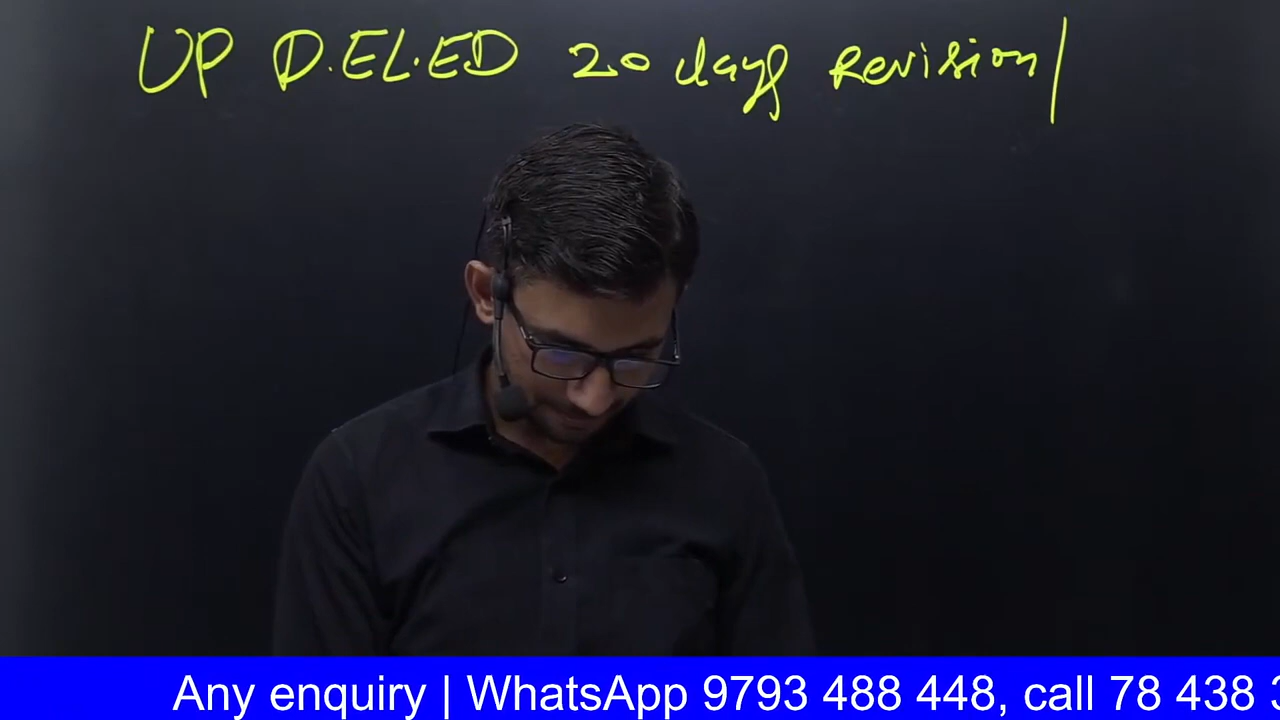 UP D.EL.ED 20 days Revision/
Any enquiry | WhatsApp 9793 488 448, call 78 438